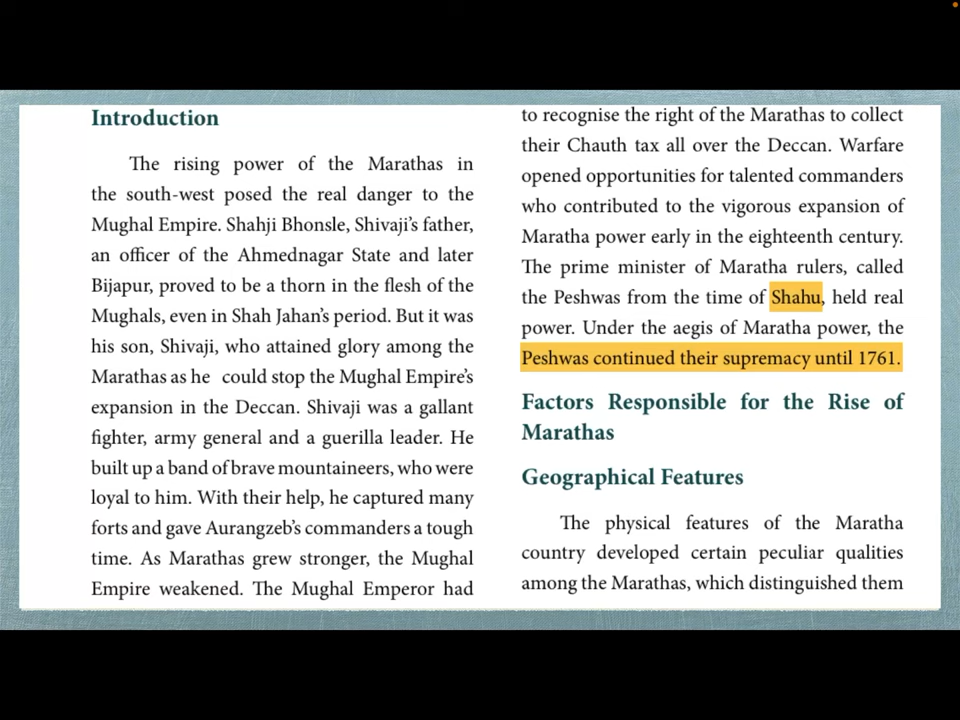 Introduction
The rising power of the Marathas in
the south-west posed the real danger to the
Mughal Empire. Shahji Bhonsle, Shivaji's father,
an officer of the Ahmednagar State and later
Bijapur, proved to be a thorn in the flesh of the
Mughals, even in Shah Jahan's period. But it was
his son, Shivaji, who attained glory among the
Marathas as he could stop the Mughal Empire's
expansion in the Deccan. Shivaji was a gallant
fighter, army general and a guerilla leader. He
built up a band of brave mountaineers, who were
loyal to him. With their help, he captured many
forts and gave Aurangzeb's commanders a tough
time. As Marathas grew stronger, the Mughal
Empire weakened. The Mughal Emperor had
to recognise the right of the Marathas to collect
their Chauth tax all over the Deccan. Warfare
opened opportunities for talented commanders
who contributed to the vigorous expansion of
Maratha power early in the eighteenth century.
The prime minister of Maratha rulers, called
the Peshwas from the time of Shahu, held real
power. Under the aegis of Maratha power, the
Peshwas continued their supremacy until 1761.
Factors Responsible for the Rise of
Marathas
Geographical Features
The physical features of the Maratha
country developed certain peculiar qualities
among the Marathas, which distinguished them